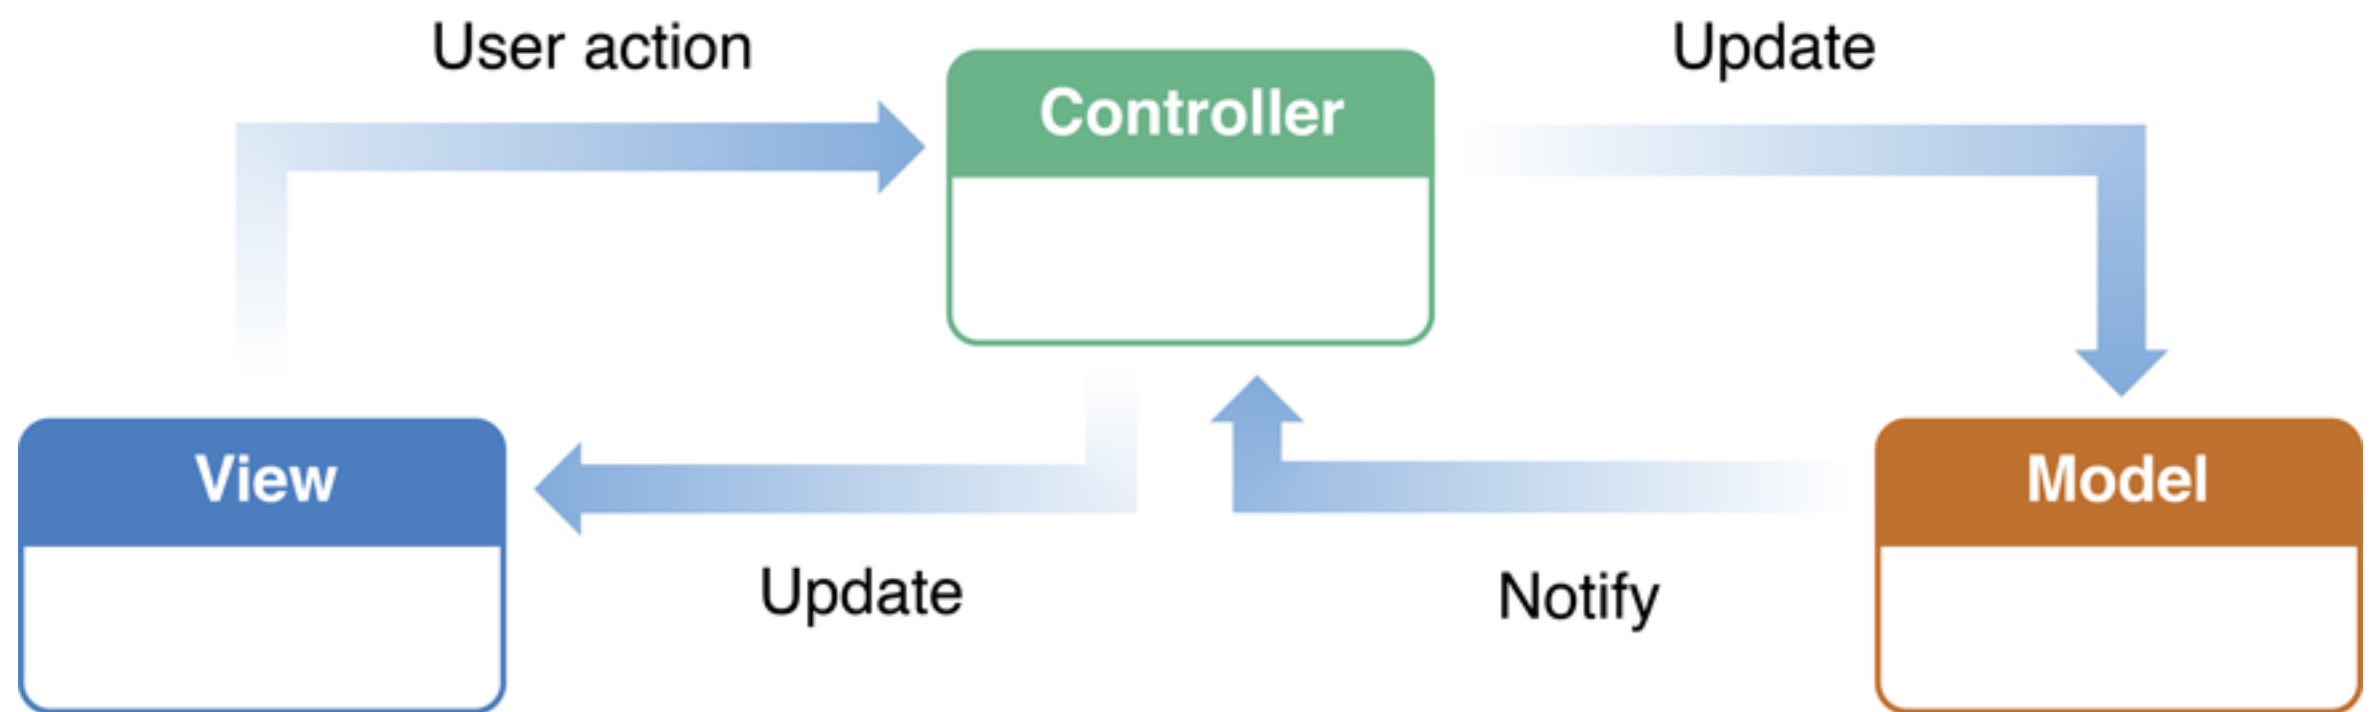 User action
Controller
Update
View
Model
Update
Notify